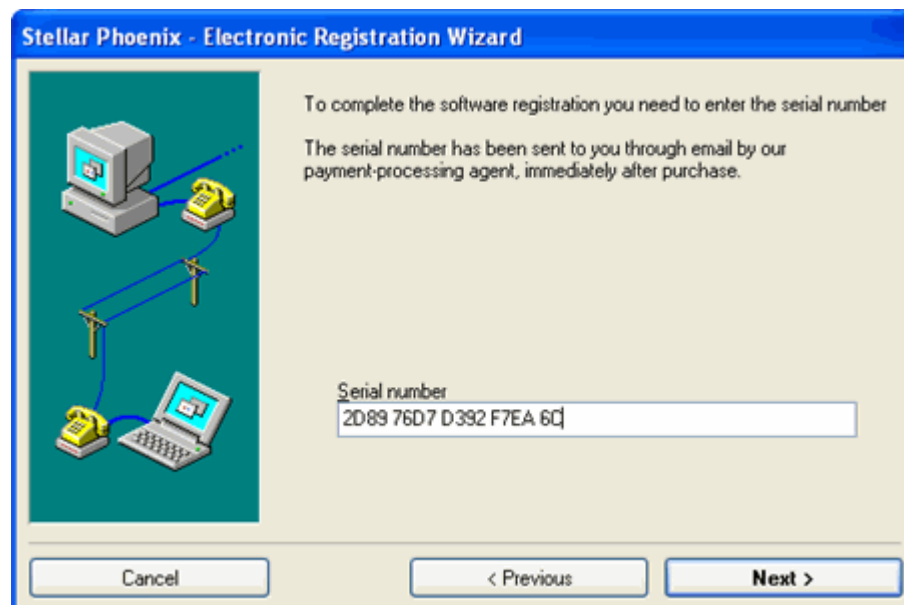 Stellar Phoenix - Electronic Registration Wizard
To complete the software registration you need to enter the serial number
The serial number has been sent to you through email by our
payment-processing agent, immediately after purchase.
Serial number
2D89 76D7 D392 F7EA 6C
Cancel
< Previous
Next >